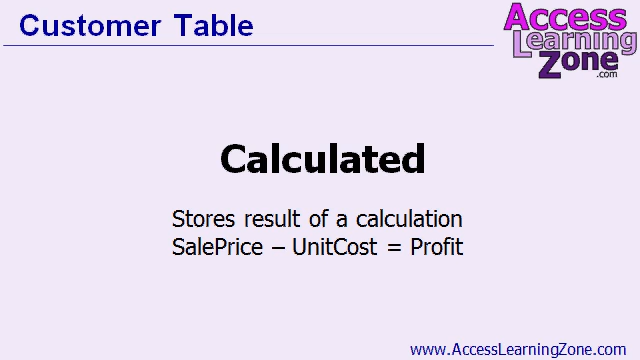 Customer Table
Access
Learning
Zone
.com
Calculated
Stores result of a calculation
SalePrice – UnitCost = Profit
www.AccessLearningZone.com